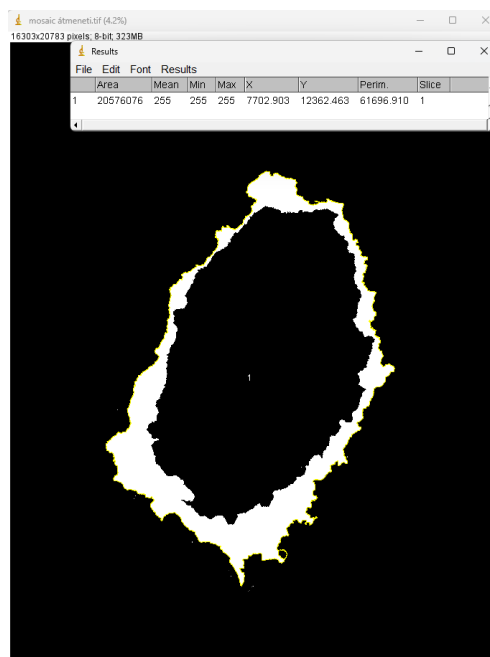 mosaic átmeneti.tif (4.2%)
16303x20783 pixels; 8-bit; 323MB
Results
File Edit Font Results
Area Mean Min Max X Y Perim. Slice
1 20576076 255 255 255 7702.903 12362.463 61696.910 1
1